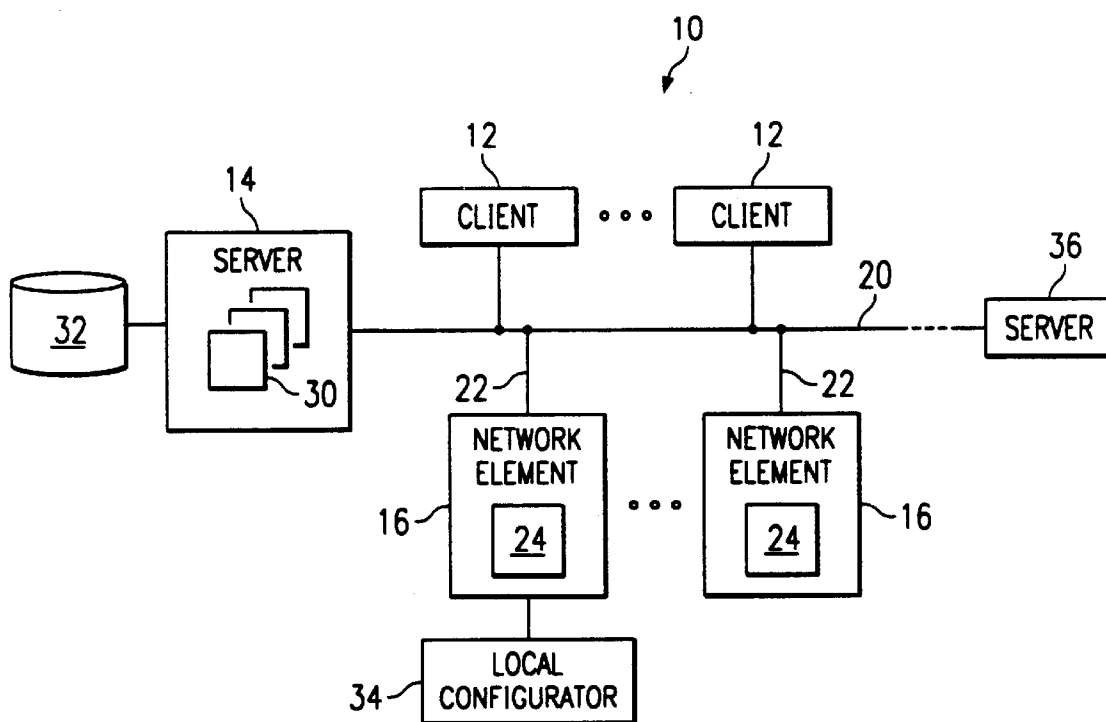 10
12
12
14
CLIENT
CLIENT
SERVER
36
20
32
SERVER
30
22
22
NETWORK
ELEMENT
NETWORK
ELEMENT
16
16
24
24
LOCAL
CONFIGURATOR
34